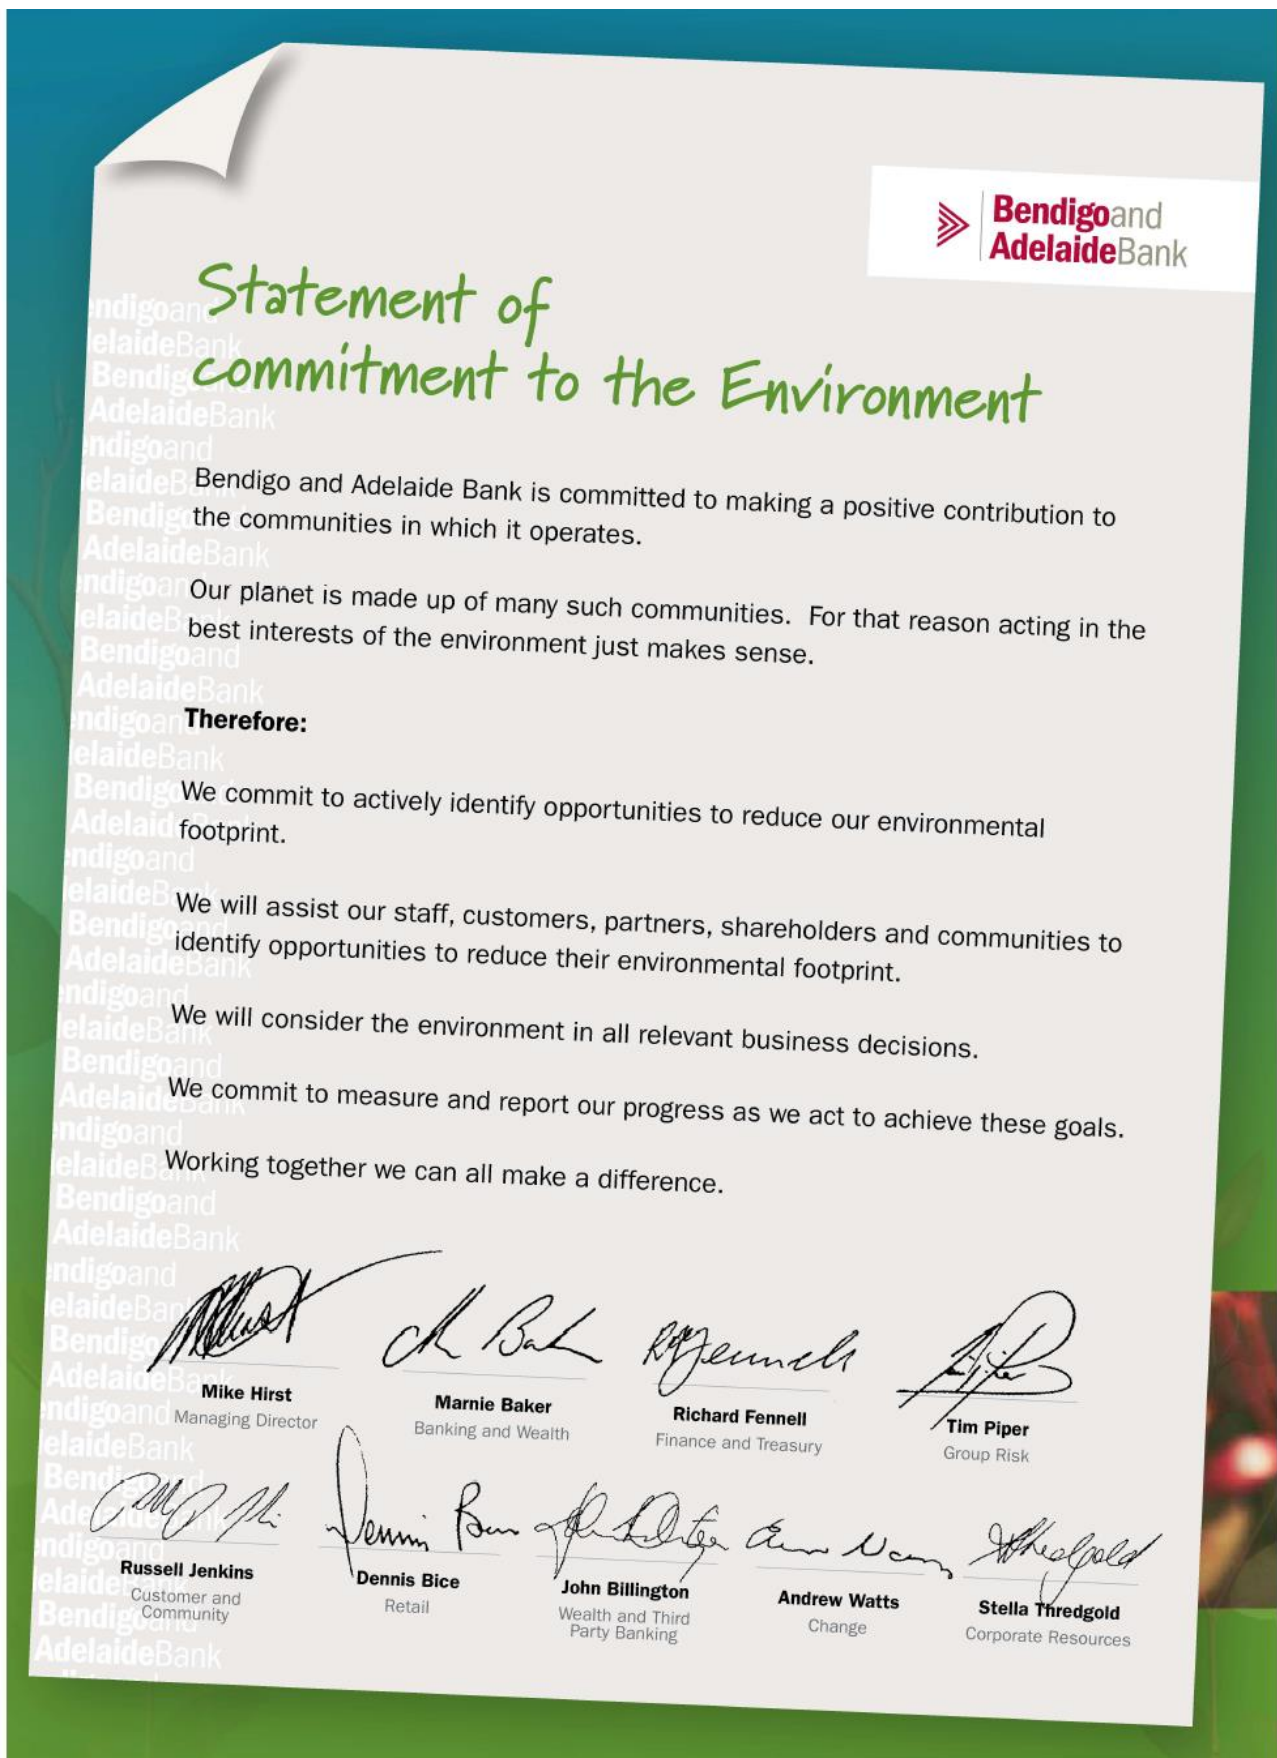 Bendigoand
AdelaideBank
Statement of
commitment to the Environment
Bendigo and Adelaide Bank is committed to making a positive contribution to
the communities in which it operates.
Our planet is made up of many such communities.  For that reason acting in the
best interests of the environment just makes sense.
Therefore:
We commit to actively identify opportunities to reduce our environmental
footprint.
We will assist our staff, customers, partners, shareholders and communities to
identify opportunities to reduce their environmental footprint.
We will consider the environment in all relevant business decisions.
We commit to measure and report our progress as we act to achieve these goals.
Working together we can all make a difference.
Mike Hirst
Managing Director
Marnie Baker
Banking and Wealth
Richard Fennell
Finance and Treasury
Tim Piper
Group Risk
Russell Jenkins
Customer and
Community
Dennis Bice
Retail
John Billington
Wealth and Third
Party Banking
Andrew Watts
Change
Stella Thredgold
Corporate Resources